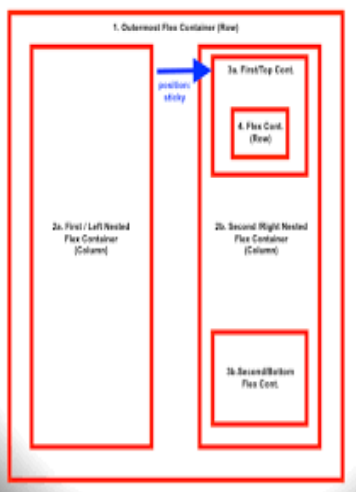 1. Outermost Flex Container (Row)
position:
sticky
3a. First/Top Cont.
4. Flex Cont.
(Row)
2a. First / Left Nested
Flex Container
(Column)
2b. Second /Right Nested
Flex Container
(Column)
3b.Second/Bottom
Flex Cont.